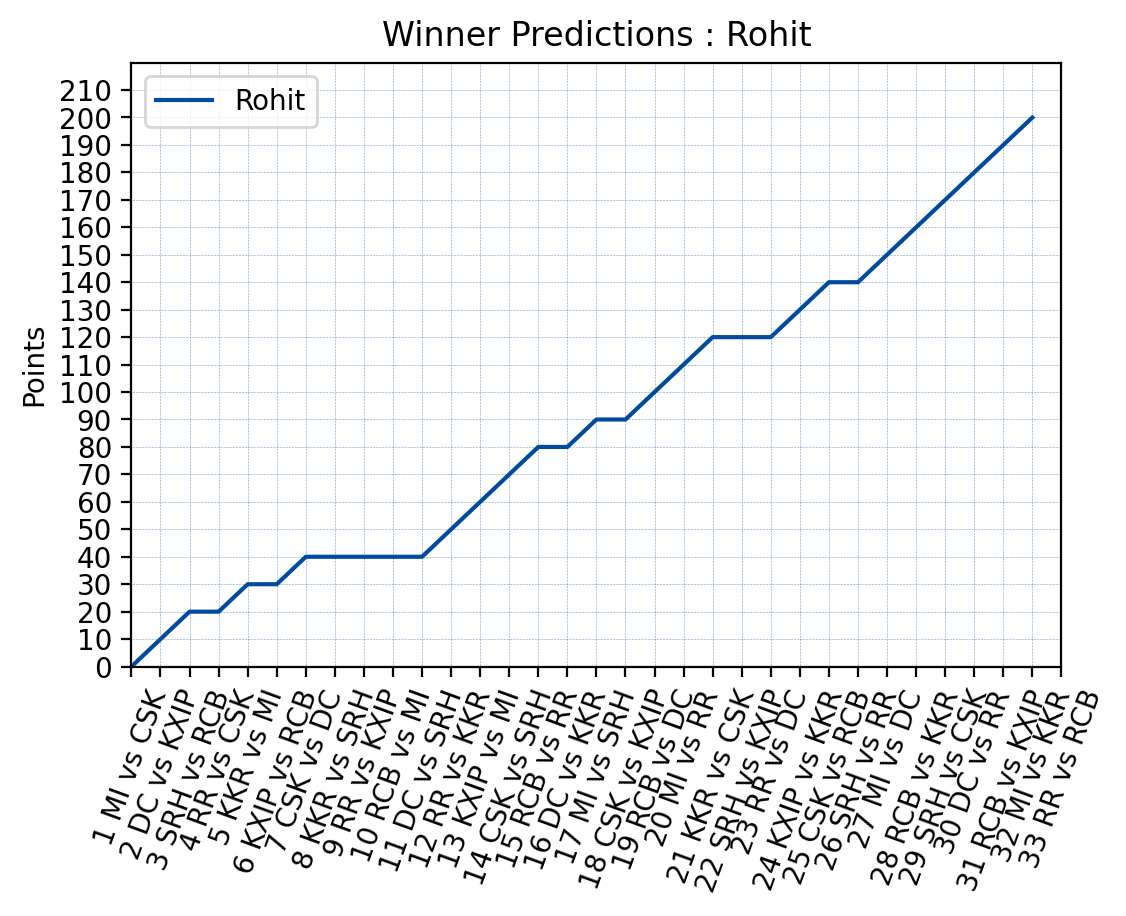 Winner Predictions : Rohit
Rohit
Points
210
200
190
180
170
160
150
140
130
120
110
100
90
80
70
60
50
40
30
20
10
0
1 MI vs CSK
2 DC vs KXIP
3 SRH vs RCB
4 RR vs CSK
5 KKR vs MI
6 KXIP vs RCB
7 CSK vs DC
8 KKR vs SRH
9 RR vs KXIP
10 RCB vs MI
11 DC vs SRH
12 RR vs KKR
13 KXIP vs MI
14 CSK vs SRH
15 RCB vs RR
16 DC vs KKR
17 MI vs SRH
18 CSK vs KXIP
19 RCB vs DC
20 MI vs RR
21 KKR vs CSK
22 SRH vs KXIP
23 RR vs DC
24 KXIP vs KKR
25 CSK vs RCB
26 SRH vs RR
27 MI vs DC
28 RCB vs KKR
29 SRH vs CSK
30 DC vs RR
31 RCB vs KXIP
32 MI vs KKR
33 RR vs RCB